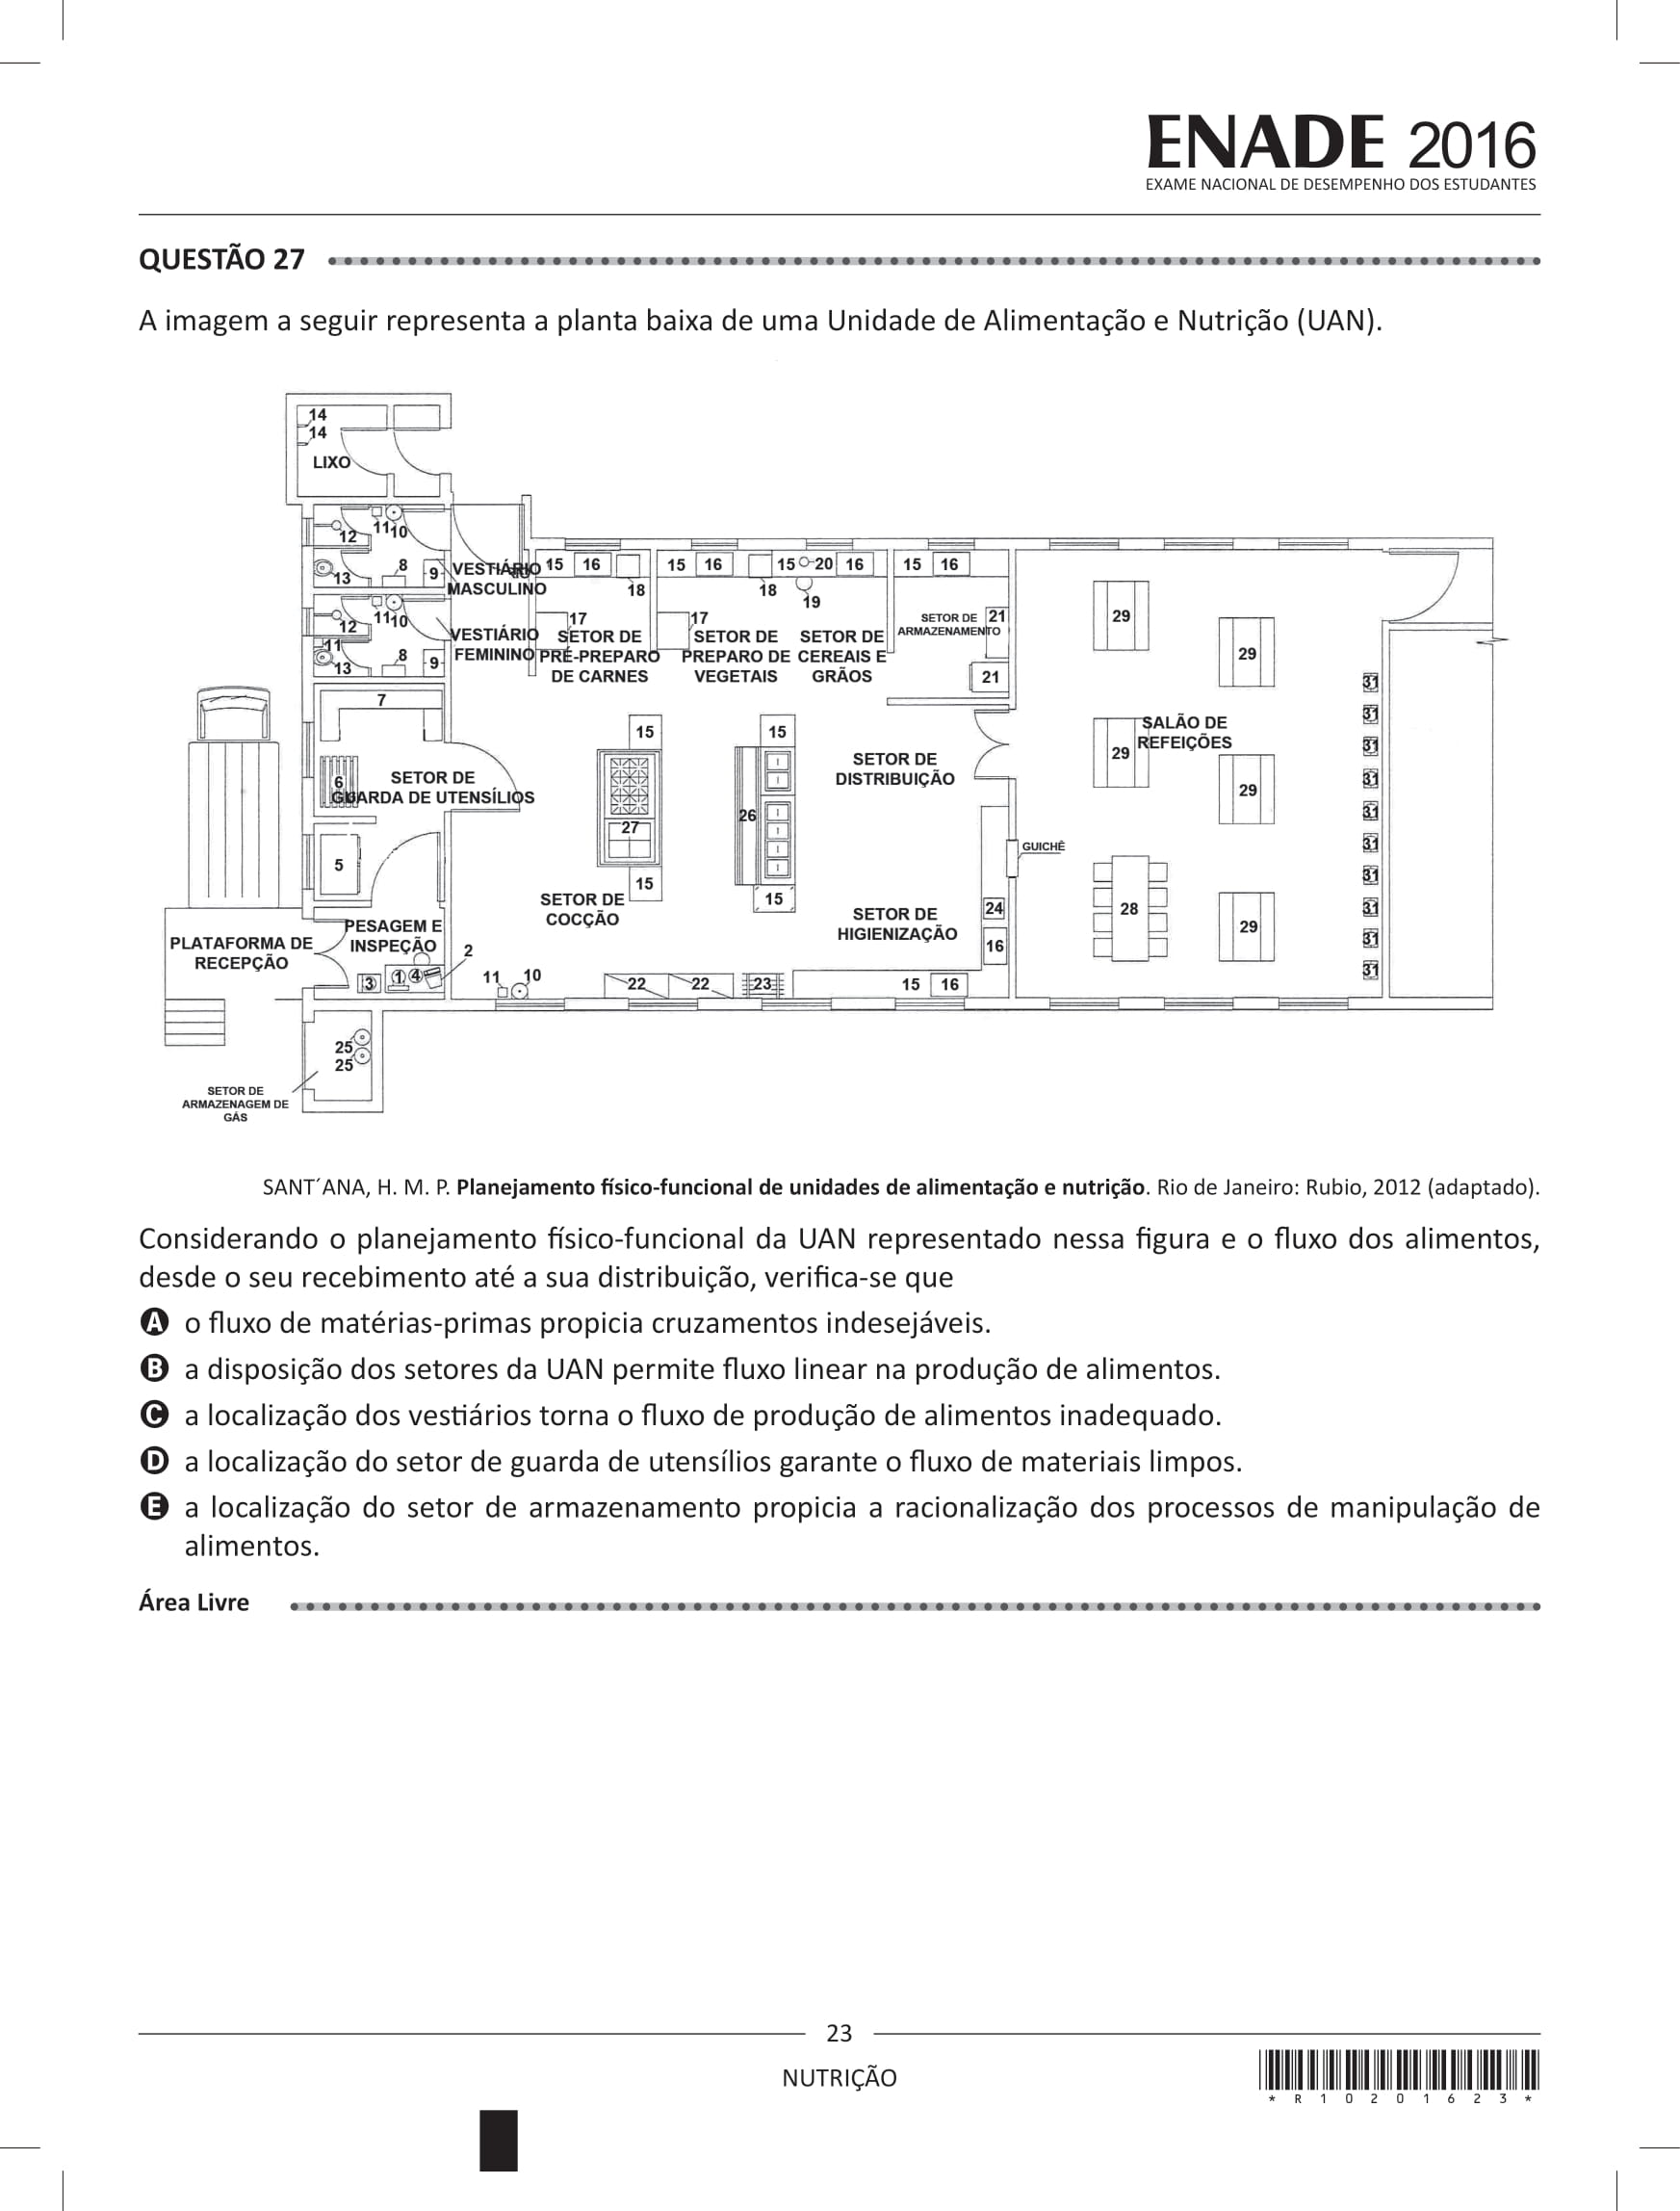 ENADE 2016
EXAME NACIONAL DE DESEMPENHO DOS ESTUDANTES
QUESTÃO 27
A imagem a seguir representa a planta baixa de uma Unidade de Alimentação e Nutrição (UAN).
14
14
LIXO
12
11
10
8
13
9
VESTIÁRIO
MASCULINO
15
16
18
15
16
18
15
20
16
19
15
16
12
11
10
11
13
8
9
VESTIÁRIO
FEMININO
17
SETOR DE
PRÉ-PREPARO
DE CARNES
17
SETOR DE
PREPARO DE
VEGETAIS
SETOR DE
CEREAIS E
GRÃOS
SETOR DE
ARMAZENAMENTO
21
21
7
6
SETOR DE
GUARDA DE UTENSÍLIOS
5
15
27
15
15
26
15
SETOR DE
DISTRIBUIÇÃO
SETOR DE
COCÇÃO
SETOR DE
HIGIENIZAÇÃO
GUICHÊ
24
16
PLATAFORMA DE
RECEPÇÃO
PESAGEM E
INSPEÇÃO
2
3
1
4
11
10
22
22
23
15
16
25
25
SETOR DE
ARMAZENAGEM DE
GÁS
29
29
29
SALÃO DE
REFEIÇÕES
29
28
29
31
31
31
31
31
31
31
31
31
31
SANT´ANA, H. M. P. Planejamento físico-funcional de unidades de alimentação e nutrição. Rio de Janeiro: Rubio, 2012 (adaptado).
Considerando o planejamento físico-funcional da UAN representado nessa figura e o fluxo dos alimentos,
desde o seu recebimento até a sua distribuição, verifica-se que
A o fluxo de matérias-primas propicia cruzamentos indesejáveis.
B a disposição dos setores da UAN permite fluxo linear na produção de alimentos.
C a localização dos vestiários torna o fluxo de produção de alimentos inadequado.
D a localização do setor de guarda de utensílios garante o fluxo de materiais limpos.
E a localização do setor de armazenamento propicia a racionalização dos processos de manipulação de
alimentos.
Área Livre
23
NUTRIÇÃO
* R 1 0 2 0 1 6 2 3 *